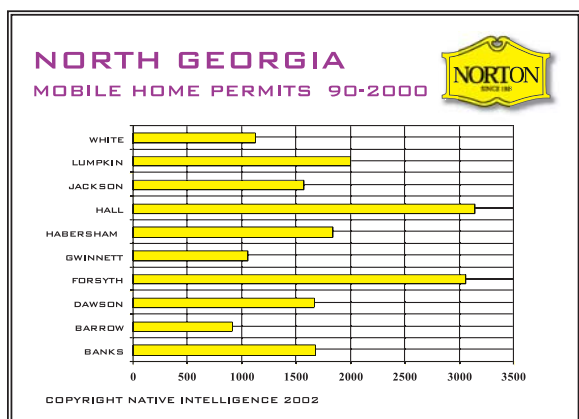 NORTH GEORGIA
MOBILE HOME PERMITS 90-2000
NORTON
WHITE
LUMPKIN
JACKSON
HALL
HABERSHAM
GWINNETT
FORSYTH
DAWSON
BARROW
BANKS
0 500 1000 1500 2000 2500 3000 3500
COPYRIGHT NATIVE INTELLIGENCE 2002